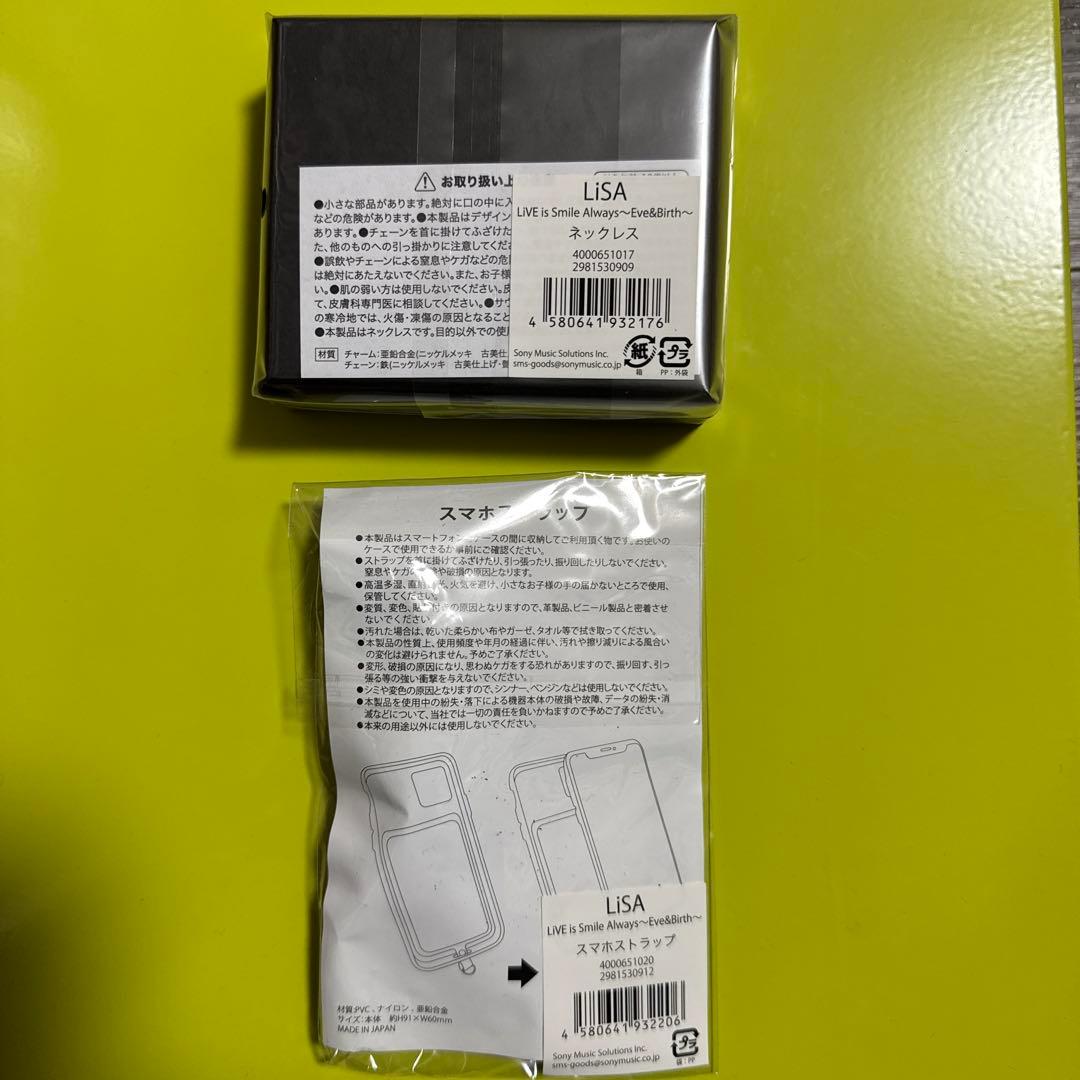 お取り扱い上
●小さな部品があります。絶対に口の中に入
などの危険があります。●本製品はデザイン
あります。●チェーンを首に掛けてふざけた
た、他のものへの引っ掛かりに注意してくだ
●誤飲やチェーンによる窒息やケガなどの危険
は絶対にあたえないでください。また、お子様
い。●肌の弱い方は使用しないでください。皮
て、皮膚科専門医に相談してください。●サウ
の寒冷地では、火傷・凍傷の原因となること
●本製品はネックレスです。目的以外での使用
材質 チャーム:亜鉛合金(ニッケルメッキ 古美仕
チェーン:鉄(ニッケルメッキ 古美仕上げ・
LiSA
LiVE is Smile Always〜Eve&Birth〜
ネックレス
4000651017
2981530909
4 580641 932176
Sony Music Solutions Inc.
sms-goods@sonymusic.co.jp
紙
箱
プラ
PP:外袋
スマホストラップ
●本製品はスマートフォンとケースの間に収納してご利用頂く物です。お使いの
ケースで使用できるか事前にご確認ください。
●ストラップを首に掛けてふざけたり、引っ張ったり、振り回したりしないでください。
窒息やケガの危険や破損の原因となります。
●高温多湿、直射日光、火気を避け、小さなお子様の手の届かないところで使用、
保管してください。
●変質、変色、貼り付きの原因となりますので、革製品、ビニール製品と密着させ
ないでください。
●汚れた場合は、乾いた柔らかい布やガーゼ、タオル等で拭き取ってください。
●本製品の性質上、使用頻度や年月の経過に伴い、汚れや擦り減りによる風合い
の変化は避けられません。予めご了承ください。
●変形、破損の原因になり、思わぬケガをする恐れがありますので、振り回す、引っ
張る等の強い衝撃を与えないでください。
●シミや変色の原因となりますので、シンナー、ベンジンなどは使用しないでください。
●本製品を使用中の紛失・落下による機器本体の破損や故障、データの紛失・消
滅などについて、当社では一切の責任を負いかねますので予めご了承ください。
●本来の用途以外には使用しないでください。
材質:PVC、ナイロン、亜鉛合金
サイズ:本体 約H91×W60mm
MADE IN JAPAN
LiSA
LiVE is Smile Always〜Eve&Birth〜
スマホストラップ
4000651020
2981530912
4 580641 932206
Sony Music Solutions Inc.
sms-goods@sonymusic.co.jp
プラ
袋:PP